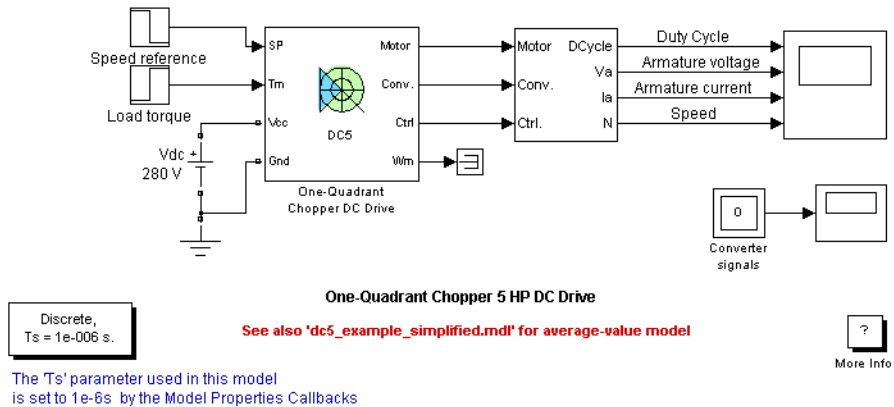 Speed reference
Load torque
Vdc +
280 V
SP
Tm
Vcc
Gnd
Motor
Conv.
Ctrl
Wm
DC5
One-Quadrant
Chopper DC Drive
Motor
Conv.
Ctrl.
DCycle
Va
Ia
N
Duty Cycle
Armature voltage
Armature current
Speed
0
Converter
signals
One-Quadrant Chopper 5 HP DC Drive
See also 'dc5_example_simplified.mdl' for average-value model
Discrete,
Ts = 1e-006 s.
?
More Info
The 'Ts' parameter used in this model
is set to 1e-6s by the Model Properties Callbacks